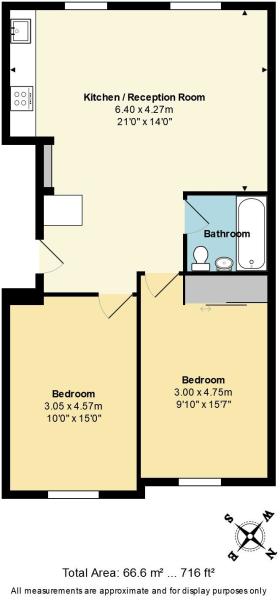 Kitchen / Reception Room
6.40 x 4.27m
21'0" x 14'0"
Bathroom
Bedroom
3.05 x 4.57m
10'0" x 15'0"
Bedroom
3.00 x 4.75m
9'10" x 15'7"
S
W
E
N
Total Area: 66.6 m² ... 716 ft²
All measurements are approximate and for display purposes only